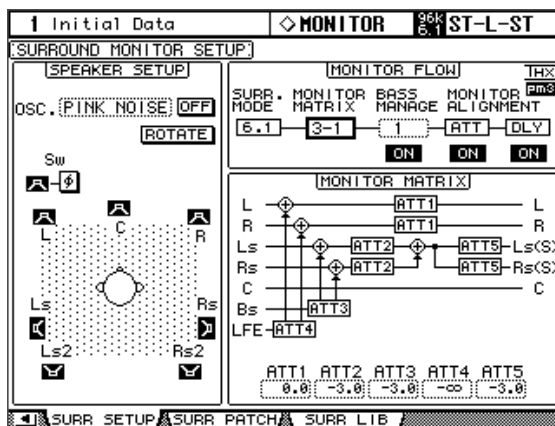 1 Initial Data ◇MONITOR 96k 6.1 ST-L-ST
SURROUND MONITOR SETUP
SPEAKER SETUP
OSC. PINK NOISE OFF
ROTATE
Sw
ϕ
L C R
Ls Rs
Ls2 Rs2
MONITOR FLOW THX
pm3
SURR. MODE MONITOR MATRIX BASS MANAGE MONITOR ALIGNMENT
6.1 3-1 1 ATT DLY
ON ON ON
MONITOR MATRIX
L ATT1 L
R ATT1 R
Ls ATT2 ATT5 Ls(S)
Rs ATT2 ATT5 Rs(S)
C C
Bs ATT3
LFE ATT4
ATT1 ATT2 ATT3 ATT4 ATT5
0.0 -3.0 -3.0 -∞ -3.0
SURR SETUP SURR PATCH SURR LIB